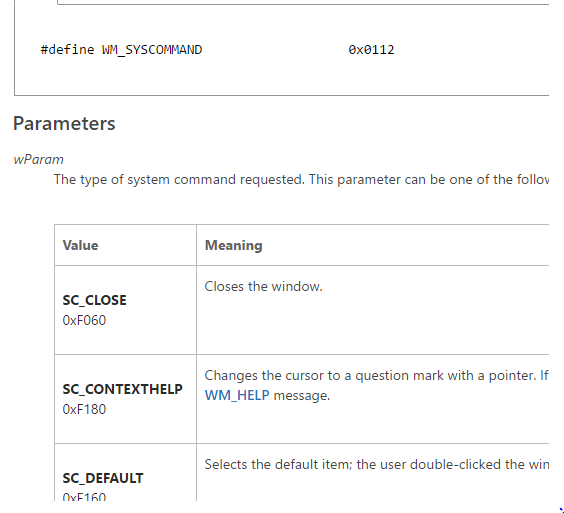 #define WM_SYSCOMMAND 0x0112
Parameters
wParam
The type of system command requested. This parameter can be one of the
Value Meaning
SC_CLOSE
0xF060
Closes the window.
SC_CONTEXTHELP
0xF180
Changes the cursor to a question mark with a pointer. If
WM_HELP message.
SC_DEFAULT
0xF160
Selects the default item; the user double-clicked the